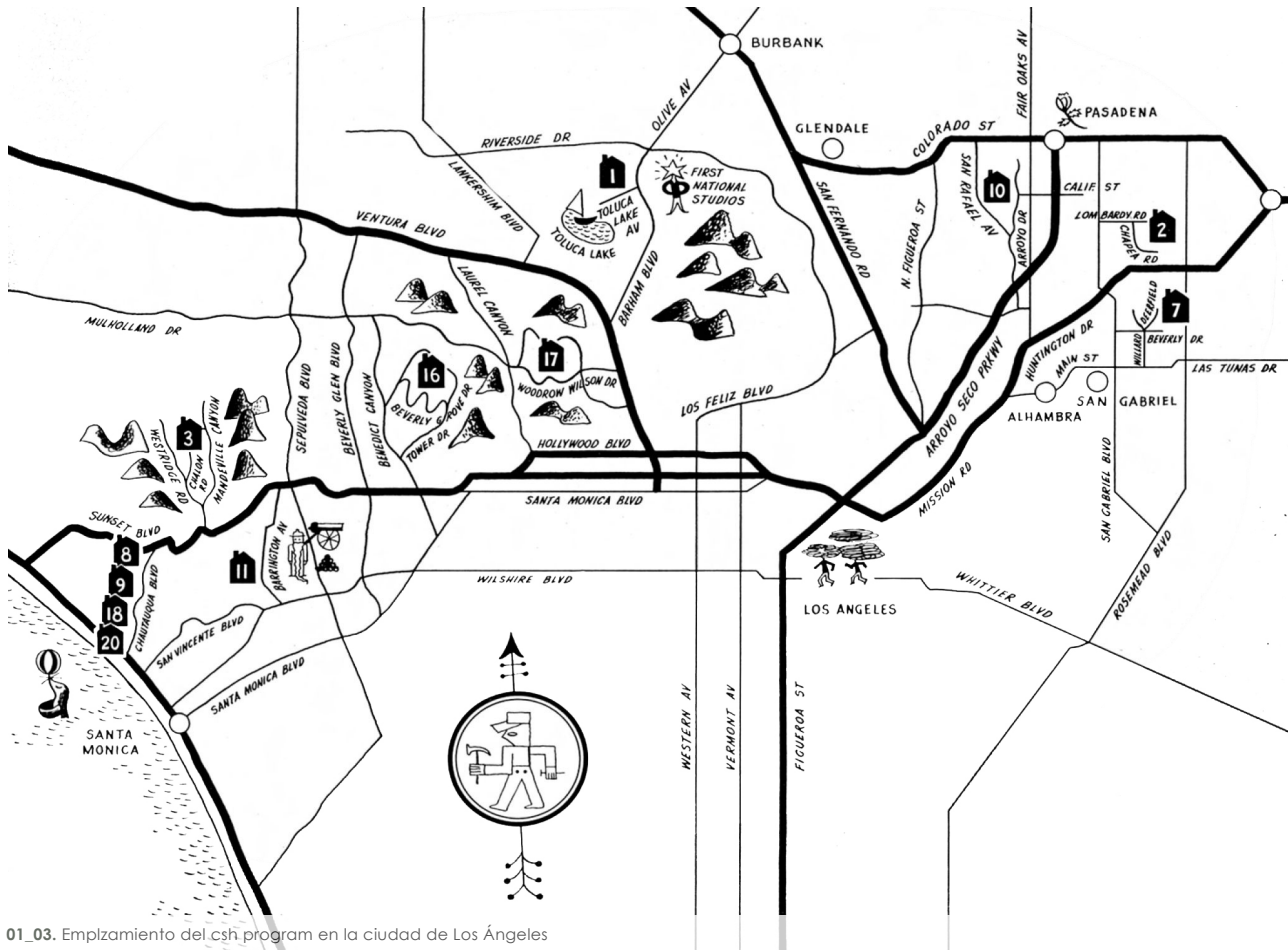 BURBANK
FAIR OAKS AV
OLIVE AV
PASADENA
GLENDALE
COLORADO ST
RIVERSIDE DR
LANKERSHIM BLVD
1
FIRST
NATIONAL
STUDIOS
TOLUCA
LAKE
AV
TOLUCA LAKE
SAN FERNANDO RD
SAN RAFAEL AV
10
CALIF. ST
ARROYO DR
LOMBARDY RD
2
CHAPEA
RD
N. FIGUEROA ST
VENTURA BLVD
LAUREL CANYON
BARHAM BLVD
MULHOLLAND DR
7
DEERFIELD
WILLARD
BEVERLY DR
HUNTINGTON DR
MAIN ST
LAS TUNAS DR
SAN GABRIEL
ALHAMBRA
SEPULVEDA BLVD
BEVERLY GLEN BLVD
BENEDICT CANYON
16
BEVERLY GROVE DR
TOWER DR
17
WOODROW WILSON DR
LOS FELIZ BLVD
ARROYO SECO PRKWY
HOLLYWOOD BLVD
3
WESTRIDGE RD
CHALON
RD
MANDEVILLE CANYON
SANTA MONICA BLVD
MISSION RD
SAN GABRIEL BLVD
ROSEMEAD BLVD
SUNSET BLVD
8
9
18
20
CHAUTAUQUA BLVD
11
BARRINGTON AV
WILSHIRE BLVD
LOS ANGELES
WHITTIER BLVD
SAN VINCENTE BLVD
SANTA MONICA BLVD
SANTA
MONICA
WESTERN AV
VERMONT AV
FIGUEROA ST
01_03. Emplzamiento del csh program en la ciudad de Los Ángeles